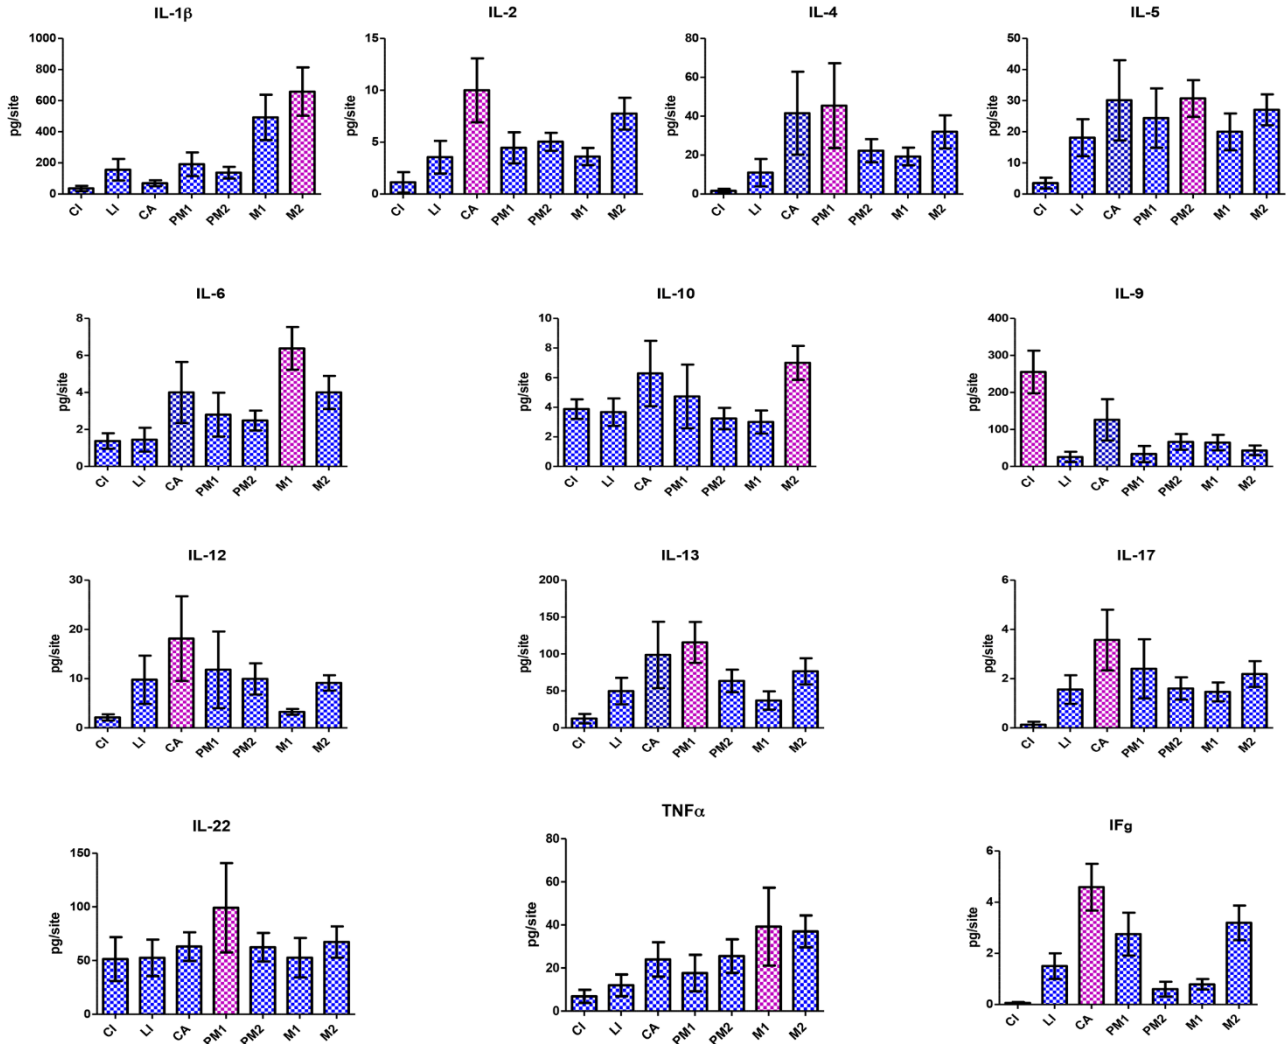 IL-1β
pg/site
1000
800
600
400
200
0
CI LI CA PM1 PM2 M1 M2
IL-2
pg/site
15
10
5
0
CI LI CA PM1 PM2 M1 M2
IL-4
pg/site
80
60
40
20
0
CI LI CA PM1 PM2 M1 M2
IL-5
pg/site
50
40
30
20
10
0
CI LI CA PM1 PM2 M1 M2
IL-6
pg/site
8
6
4
2
0
CI LI CA PM1 PM2 M1 M2
IL-10
pg/site
10
8
6
4
2
0
CI LI CA PM1 PM2 M1 M2
IL-9
pg/site
400
300
200
100
0
CI LI CA PM1 PM2 M1 M2
IL-12
pg/site
30
20
10
0
CI LI CA PM1 PM2 M1 M2
IL-13
pg/site
200
150
100
50
0
CI LI CA PM1 PM2 M1 M2
IL-17
pg/site
6
4
2
0
CI LI CA PM1 PM2 M1 M2
IL-22
pg/site
150
100
50
0
CI LI CA PM1 PM2 M1 M2
TNFα
pg/site
80
60
40
20
0
CI LI CA PM1 PM2 M1 M2
IFg
pg/site
6
4
2
0
CI LI CA PM1 PM2 M1 M2